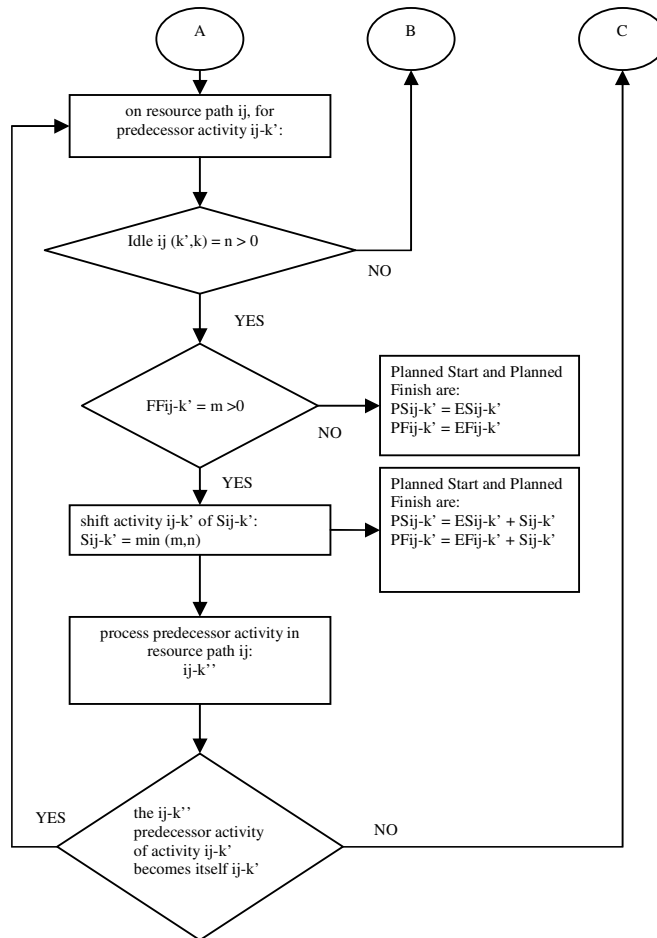 A
B
C
on resource path ij, for
predecessor activity ij-k’:
Idle ij (k’,k) = n > 0
NO
YES
FFij-k’ = m >0
NO
Planned Start and Planned
Finish are:
PSij-k’ = ESij-k’
PFij-k’ = EFij-k’
YES
shift activity ij-k’ of Sij-k’:
Sij-k’ = min (m,n)
Planned Start and Planned
Finish are:
PSij-k’ = ESij-k’ + Sij-k’
PFij-k’ = EFij-k’ + Sij-k’
process predecessor activity in
resource path ij:
ij-k’’
YES
the ij-k’’
predecessor activity
of activity ij-k’
becomes itself ij-k’
NO